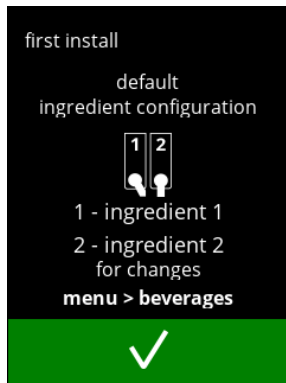 first install
default
ingredient configuration
1 2
1 - ingredient 1
2 - ingredient 2
for changes
menu > beverages